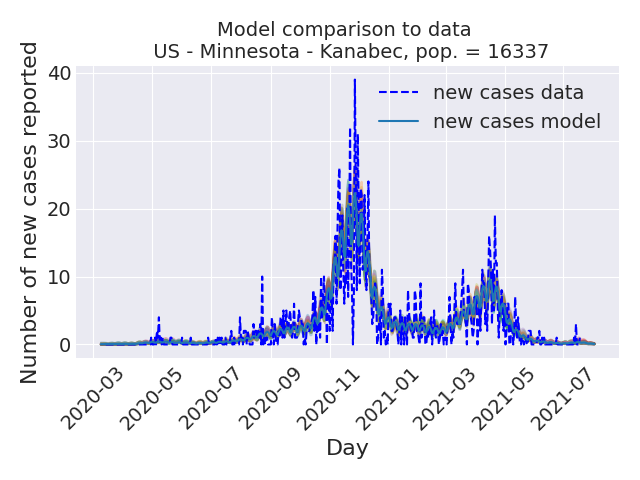 Model comparison to data
US - Minnesota - Kanabec, pop. = 16337
Number of new cases reported
40
30
20
10
0
new cases data
new cases model
2020-03
2020-05
2020-07
2020-09
2020-11
2021-01
2021-03
2021-05
2021-07
Day